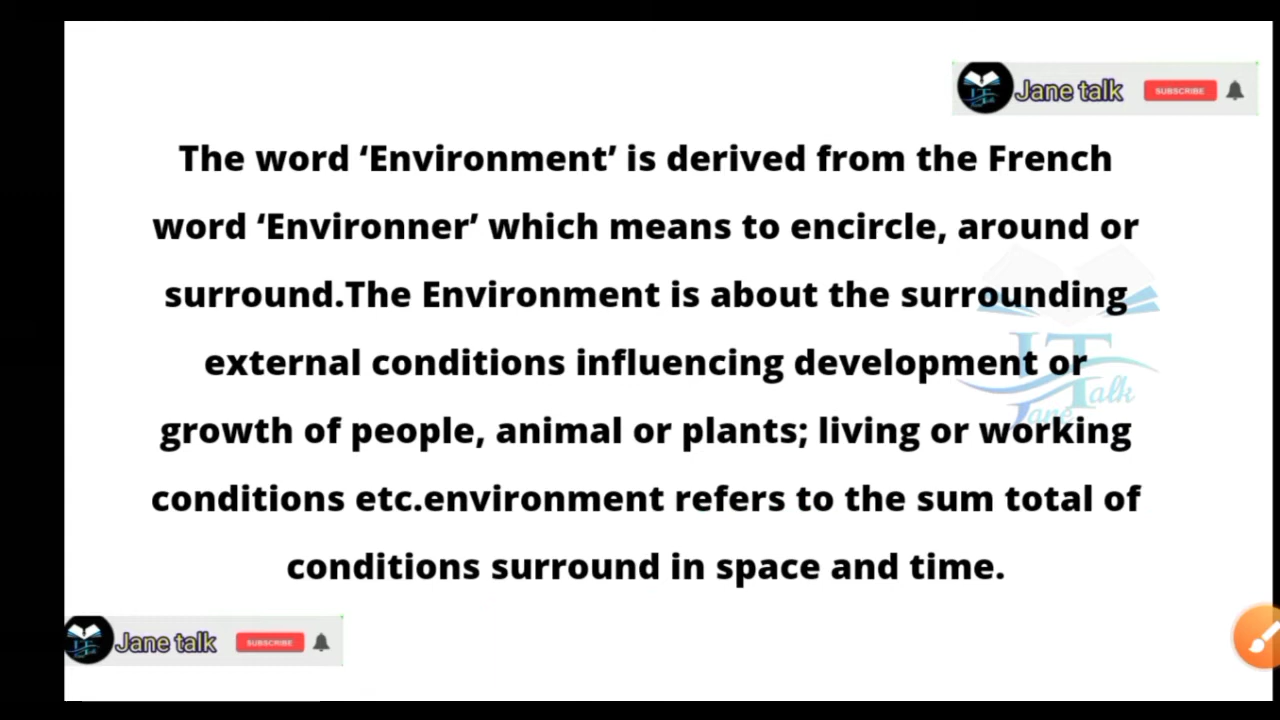 Jane talk SUBSCRIBE
The word ‘Environment’ is derived from the French
word ‘Environner’ which means to encircle, around or
surround.The Environment is about the surrounding
external conditions influencing development or
growth of people, animal or plants; living or working
conditions etc.environment refers to the sum total of
conditions surround in space and time.
JT
Jane Talk
Jane talk SUBSCRIBE